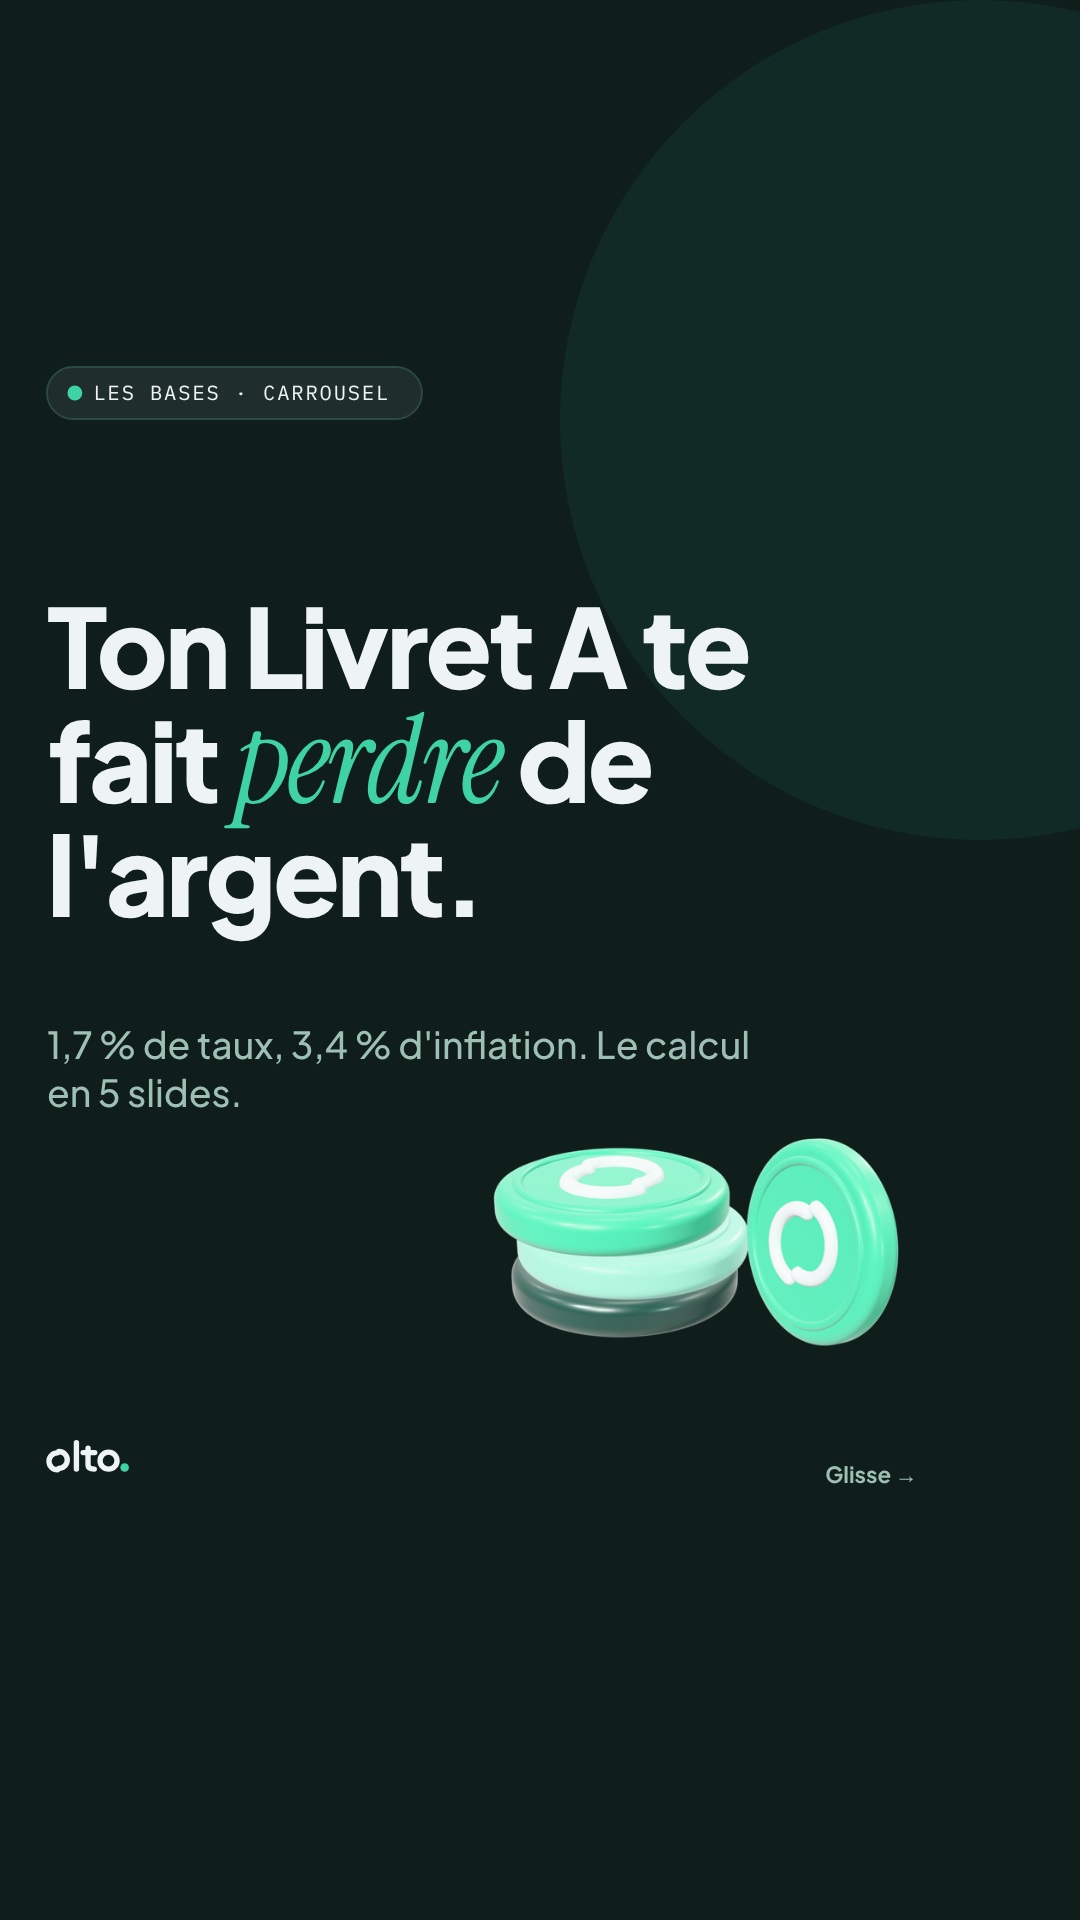 LES BASES · CARROUSEL
Ton Livret A te
fait perdre de
l'argent.
1,7 % de taux, 3,4 % d'inflation. Le calcul
en 5 slides.
olto.
Glisse →